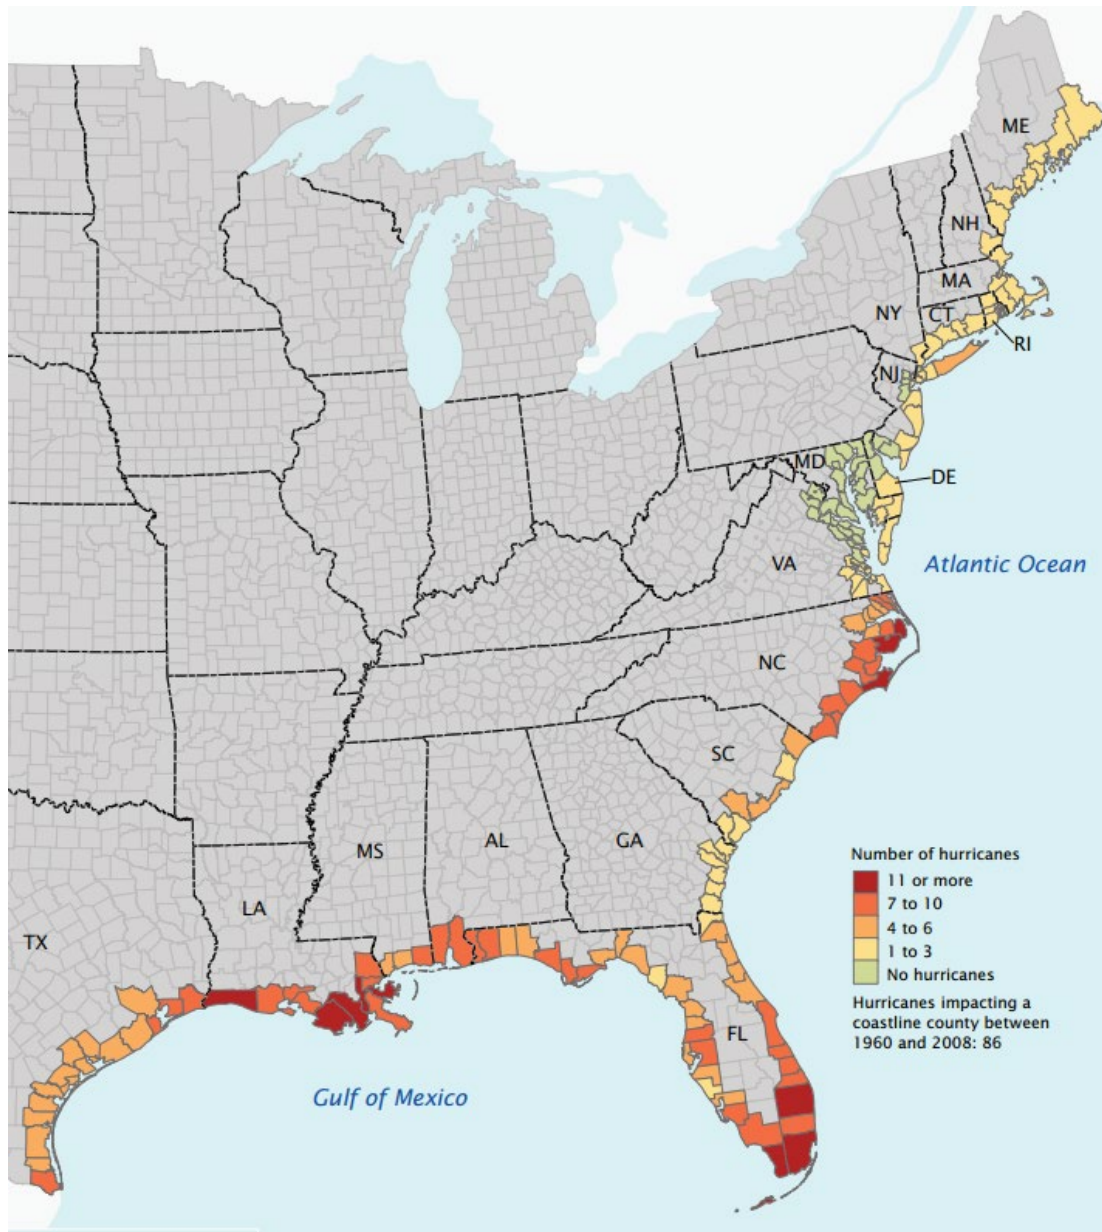 ME
NH
MA
NY
CT
RI
NJ
MD
DE
VA
Atlantic Ocean
NC
SC
MS
AL
GA
LA
TX
FL
Gulf of Mexico
Number of hurricanes
11 or more
7 to 10
4 to 6
1 to 3
No hurricanes
Hurricanes impacting a
coastline county between
1960 and 2008: 86